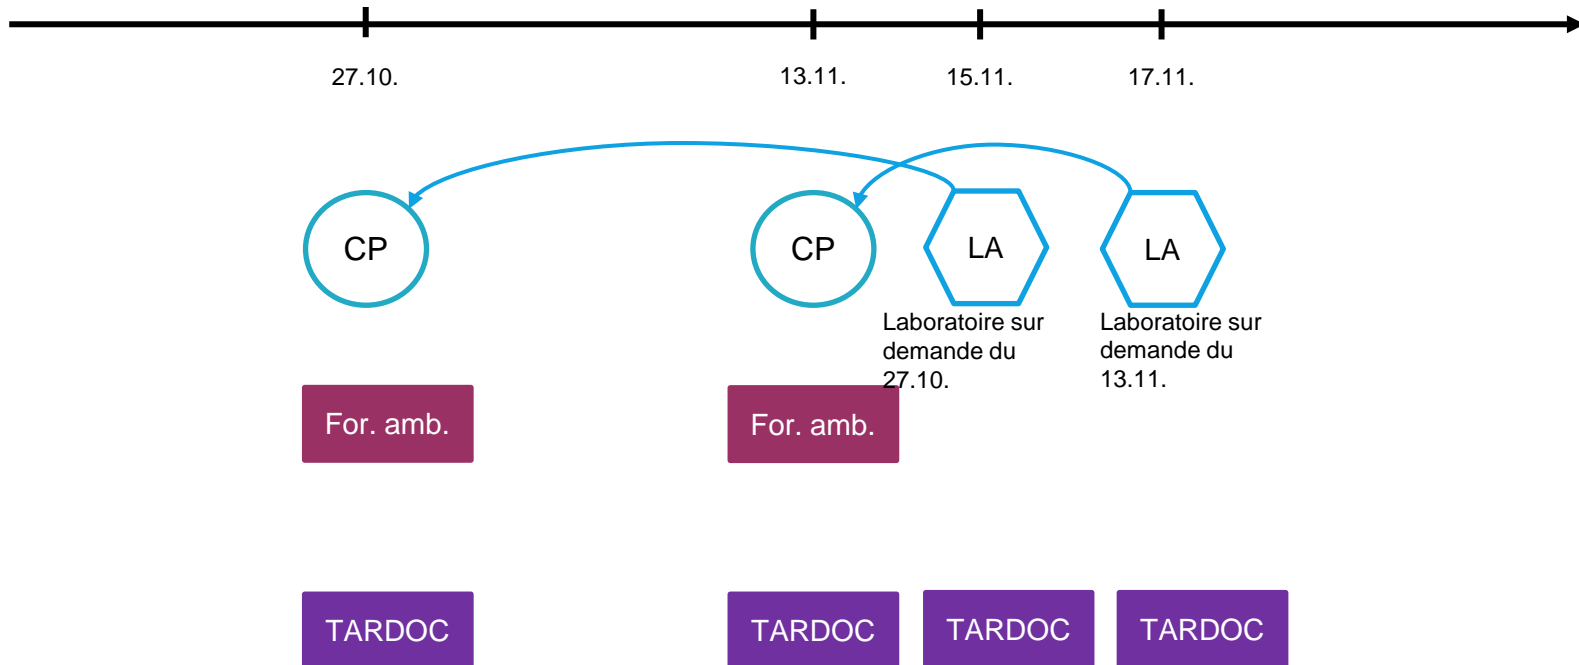 27.10.
13.11.
15.11.
17.11.
CP
CP
LA
LA
Laboratoire sur
demande du
27.10.
Laboratoire sur
demande du
13.11.
For. amb.
For. amb.
TARDOC
TARDOC
TARDOC
TARDOC